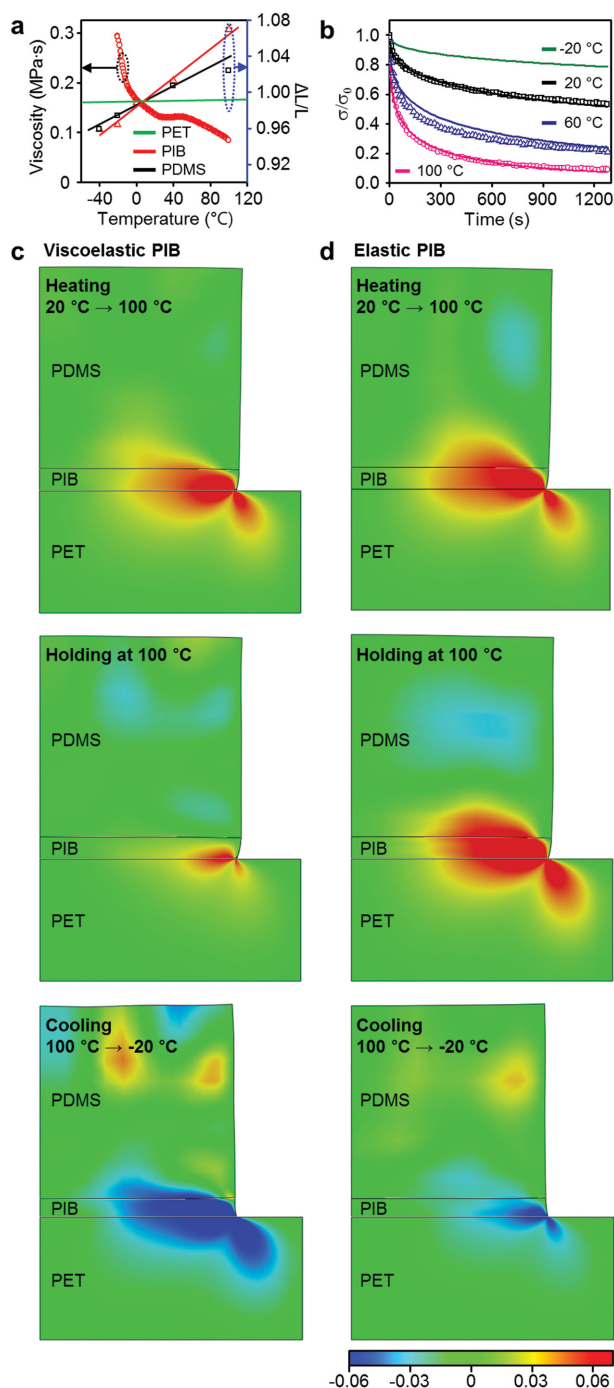 a
Viscosity (MPa·s)
0.3
0.2
0.1
0
-40 0 40 80 120
Temperature (°C)
1.08
1.04
1.00
0.96
0.92
ΔL/L
PET
PIB
PDMS
b
σ/σ0
1.0
0.8
0.6
0.4
0.2
0.0
0 300 600 900 1200
Time (s)
-20 °C
20 °C
60 °C
100 °C
c Viscoelastic PIB
d Elastic PIB
Heating
20 °C → 100 °C
PDMS
PIB
PET
Heating
20 °C → 100 °C
PDMS
PIB
PET
Holding at 100 °C
PDMS
PIB
PET
Holding at 100 °C
PDMS
PIB
PET
Cooling
100 °C → -20 °C
PDMS
PIB
PET
Cooling
100 °C → -20 °C
PDMS
PIB
PET
-0.06 -0.03 0 0.03 0.06